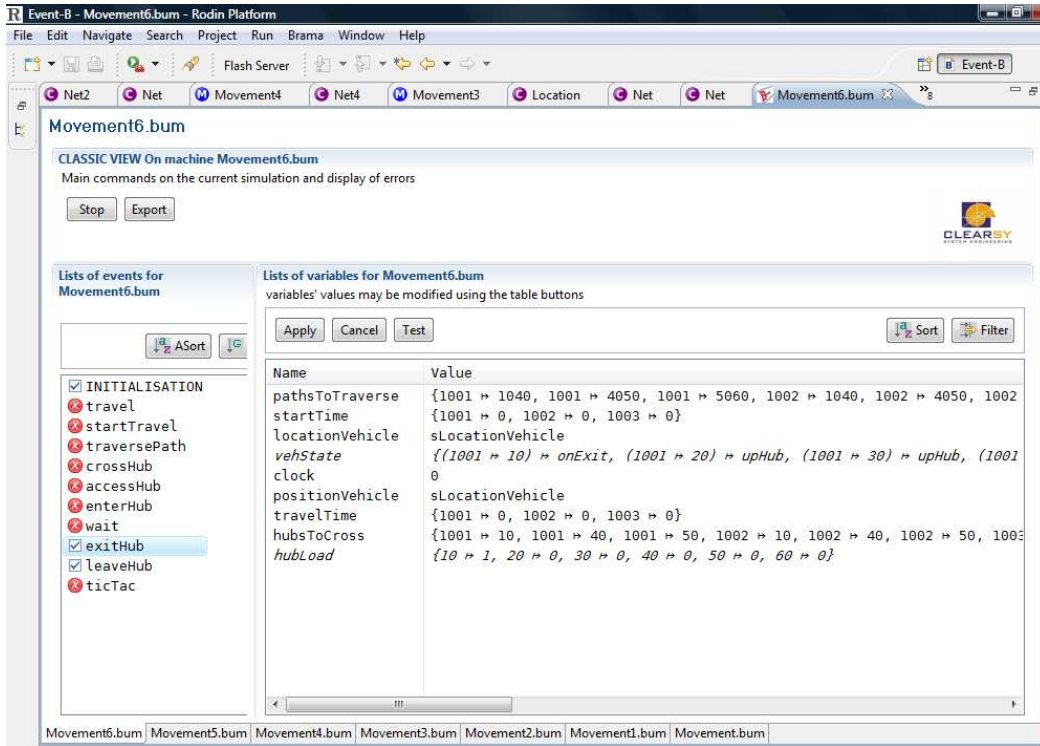 Event-B - Movement6.bum - Rodin Platform
File Edit Navigate Search Project Run Brama Window Help
Flash Server
Event-B
Net2 Net Movement4 Net4 Movement3 Location Net Net Movement6.bum »8
Movement6.bum
CLASSIC VIEW On machine Movement6.bum
Main commands on the current simulation and display of errors
Stop Export
CLEARSY
SYSTEM ENGINEERING
Lists of events for
Movement6.bum
ASort
INITIALISATION
travel
startTravel
traversePath
crossHub
accessHub
enterHub
wait
exitHub
leaveHub
ticTac
Lists of variables for Movement6.bum
variables' values may be modified using the table buttons
Apply Cancel Test Sort Filter
Name Value
pathsToTraverse {1001 ↦ 1040, 1001 ↦ 4050, 1001 ↦ 5060, 1002 ↦ 1040, 1002 ↦ 4050, 1002
startTime {1001 ↦ 0, 1002 ↦ 0, 1003 ↦ 0}
locationVehicle sLocationVehicle
vehState {(1001 ↦ 10) ↦ onExit, (1001 ↦ 20) ↦ upHub, (1001 ↦ 30) ↦ upHub, (1001
clock 0
positionVehicle sLocationVehicle
travelTime {1001 ↦ 0, 1002 ↦ 0, 1003 ↦ 0}
hubsToCross {1001 ↦ 10, 1001 ↦ 40, 1001 ↦ 50, 1002 ↦ 10, 1002 ↦ 40, 1002 ↦ 50, 1003
hubLoad {10 ↦ 1, 20 ↦ 0, 30 ↦ 0, 40 ↦ 0, 50 ↦ 0, 60 ↦ 0}
Movement6.bum Movement5.bum Movement4.bum Movement3.bum Movement2.bum Movement1.bum Movement.bum